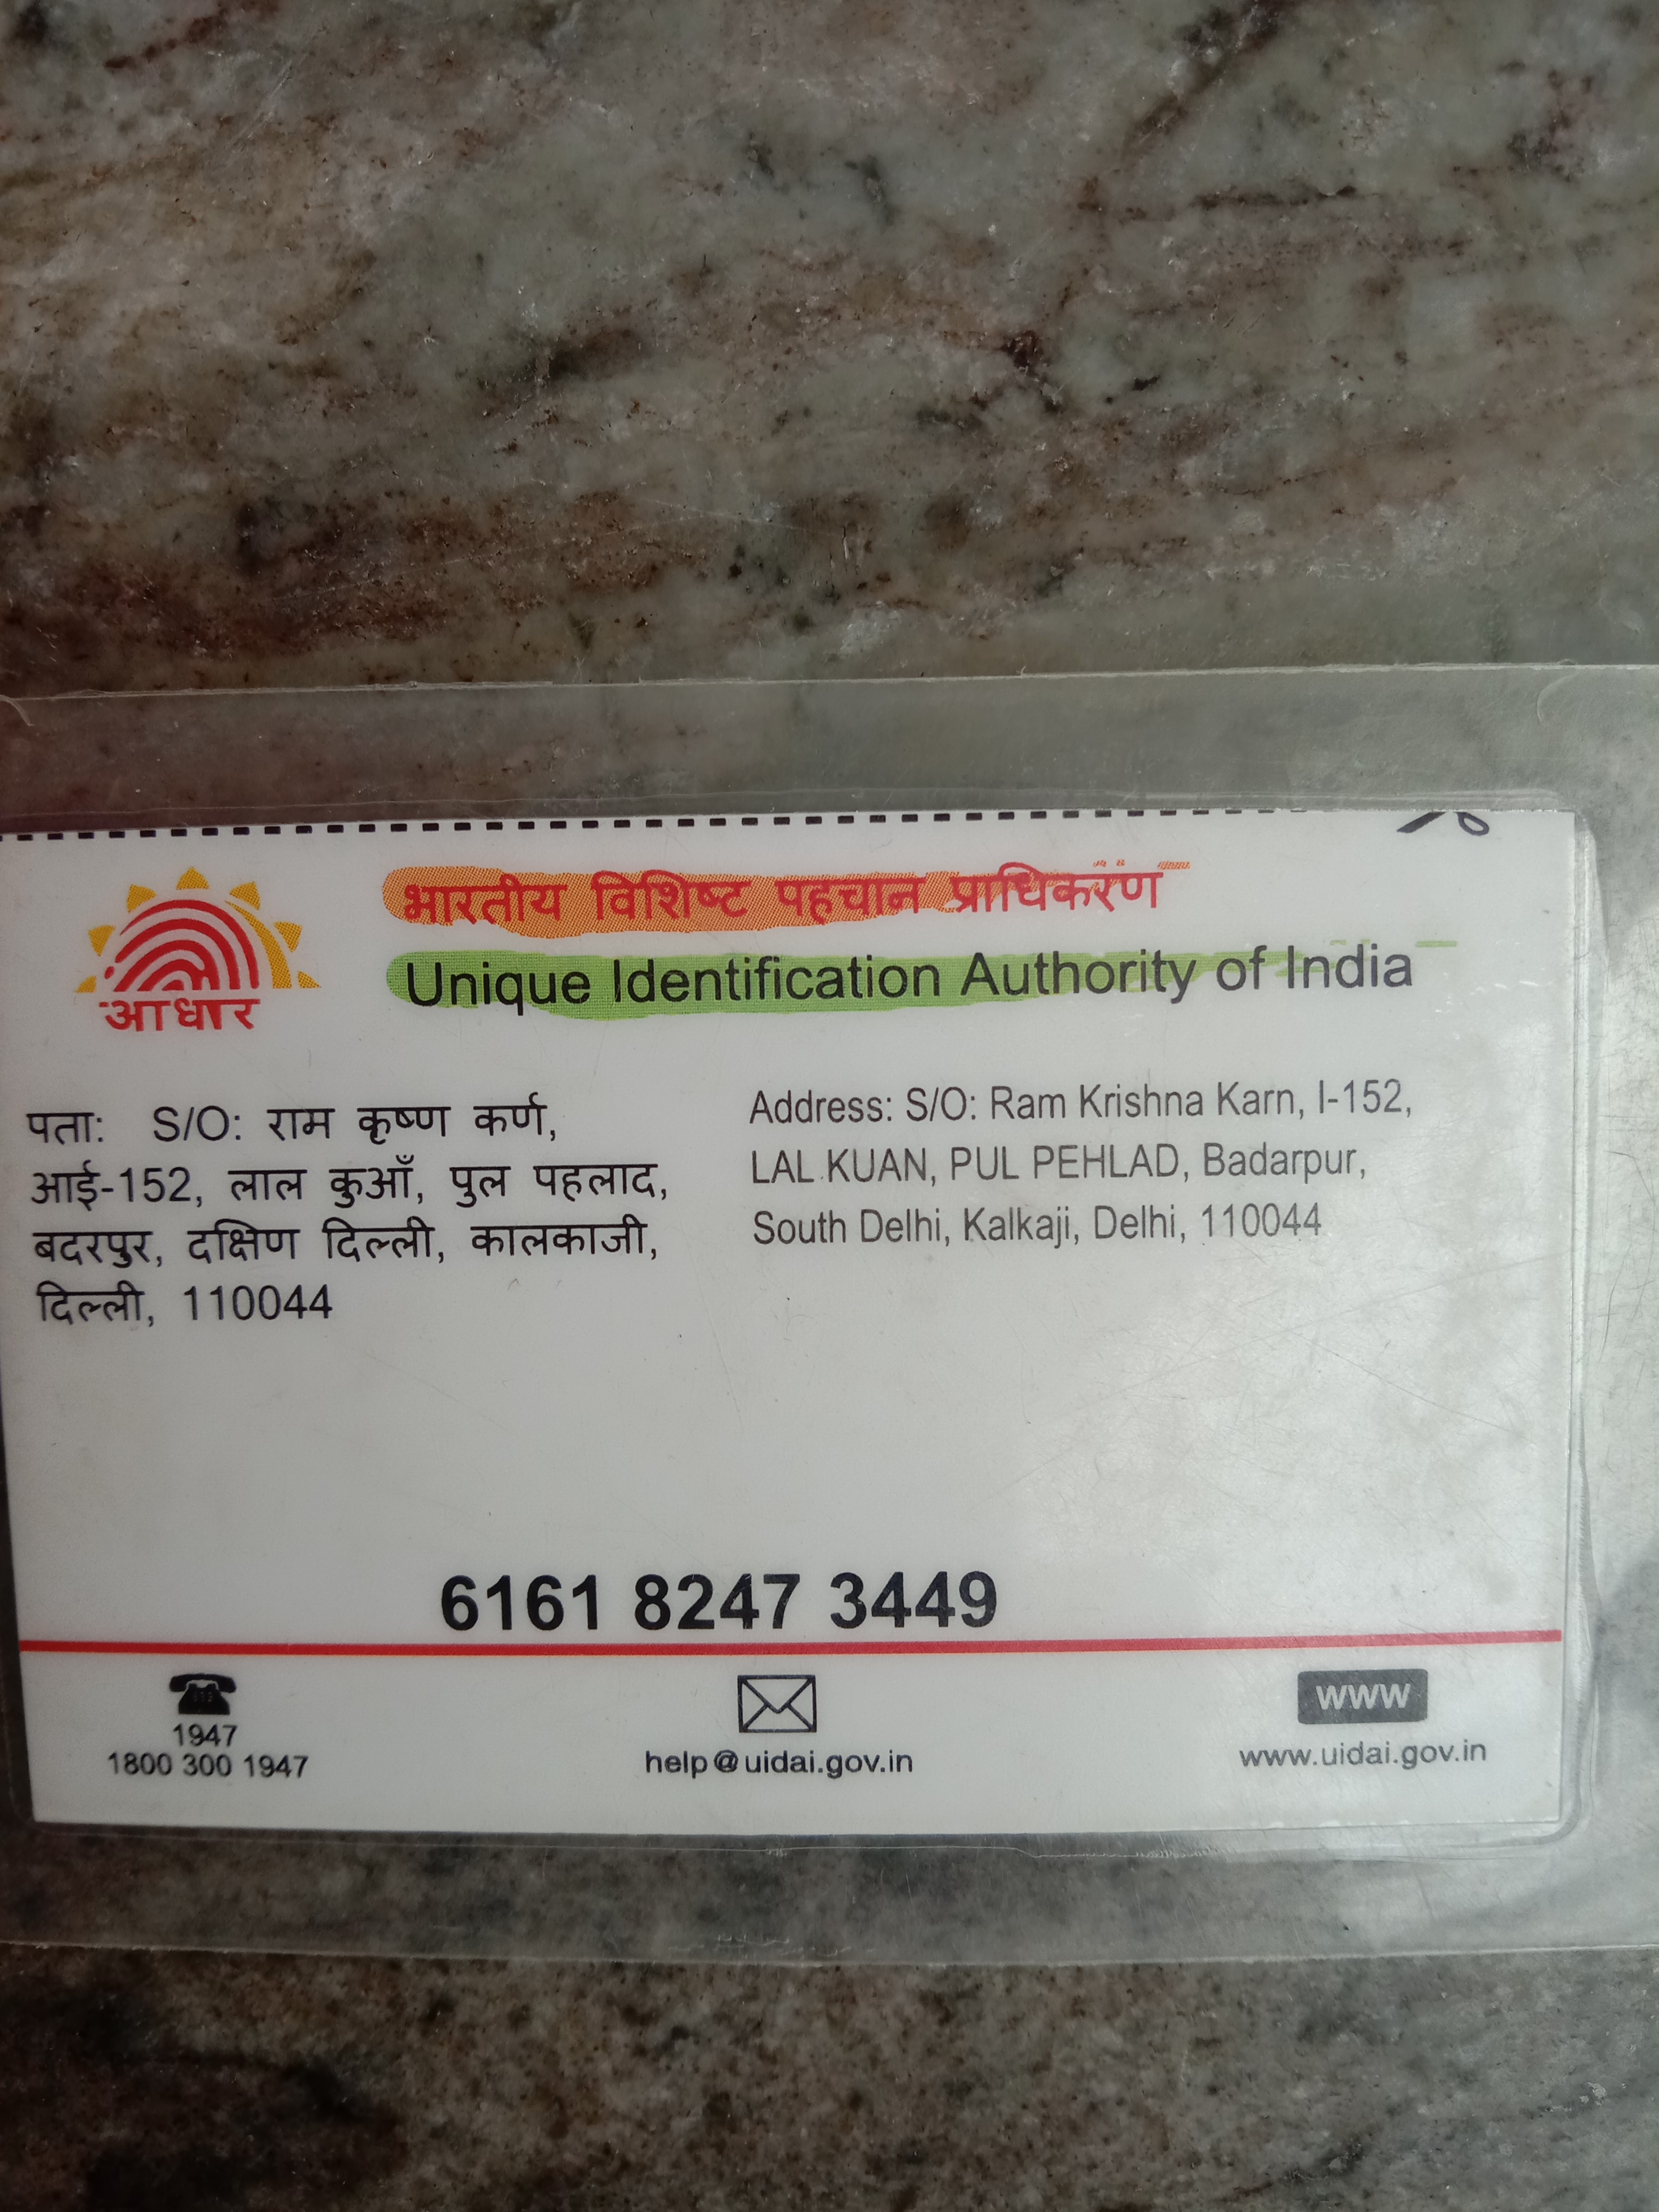 भारतीय विशिष्ट पहचान प्राधिकरण
Unique Identification Authority of India
आधार
पता: S/O: राम कृष्ण कर्ण,
आई-152, लाल कुआँ, पुल पहलाद,
बदरपुर, दक्षिण दिल्ली, कालकाजी,
दिल्ली, 110044
Address: S/O: Ram Krishna Karn, I-152,
LAL KUAN, PUL PEHLAD, Badarpur,
South Delhi, Kalkaji, Delhi, 110044
6161 8247 3449
1947
1800 300 1947
help@uidai.gov.in
www
www.uidai.gov.in